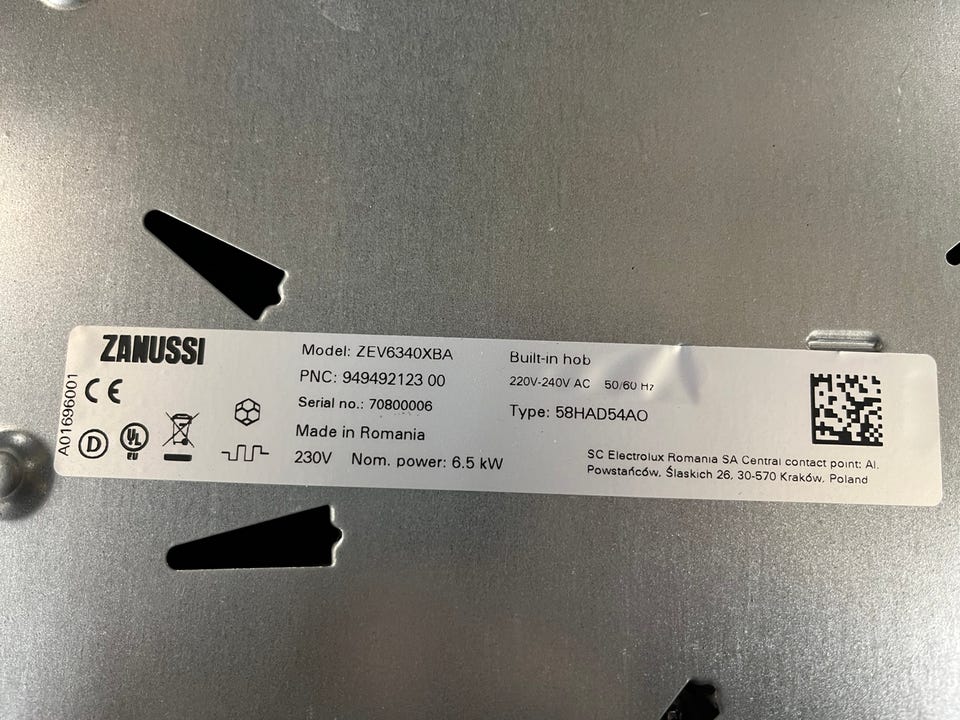 ZANUSSI
A01696001
D
UL
EU
Model: ZEV6340XBA
PNC: 949492123 00
Serial no.: 70800006
Made in Romania
230V Nom. power: 6.5 kW
Built-in hob
220V-240V AC 50/60 Hz
Type: 58HAD54AO
SC Electrolux Romania SA Central contact point: Al.
Powstańców. Śląskich 26, 30-570 Kraków. Poland